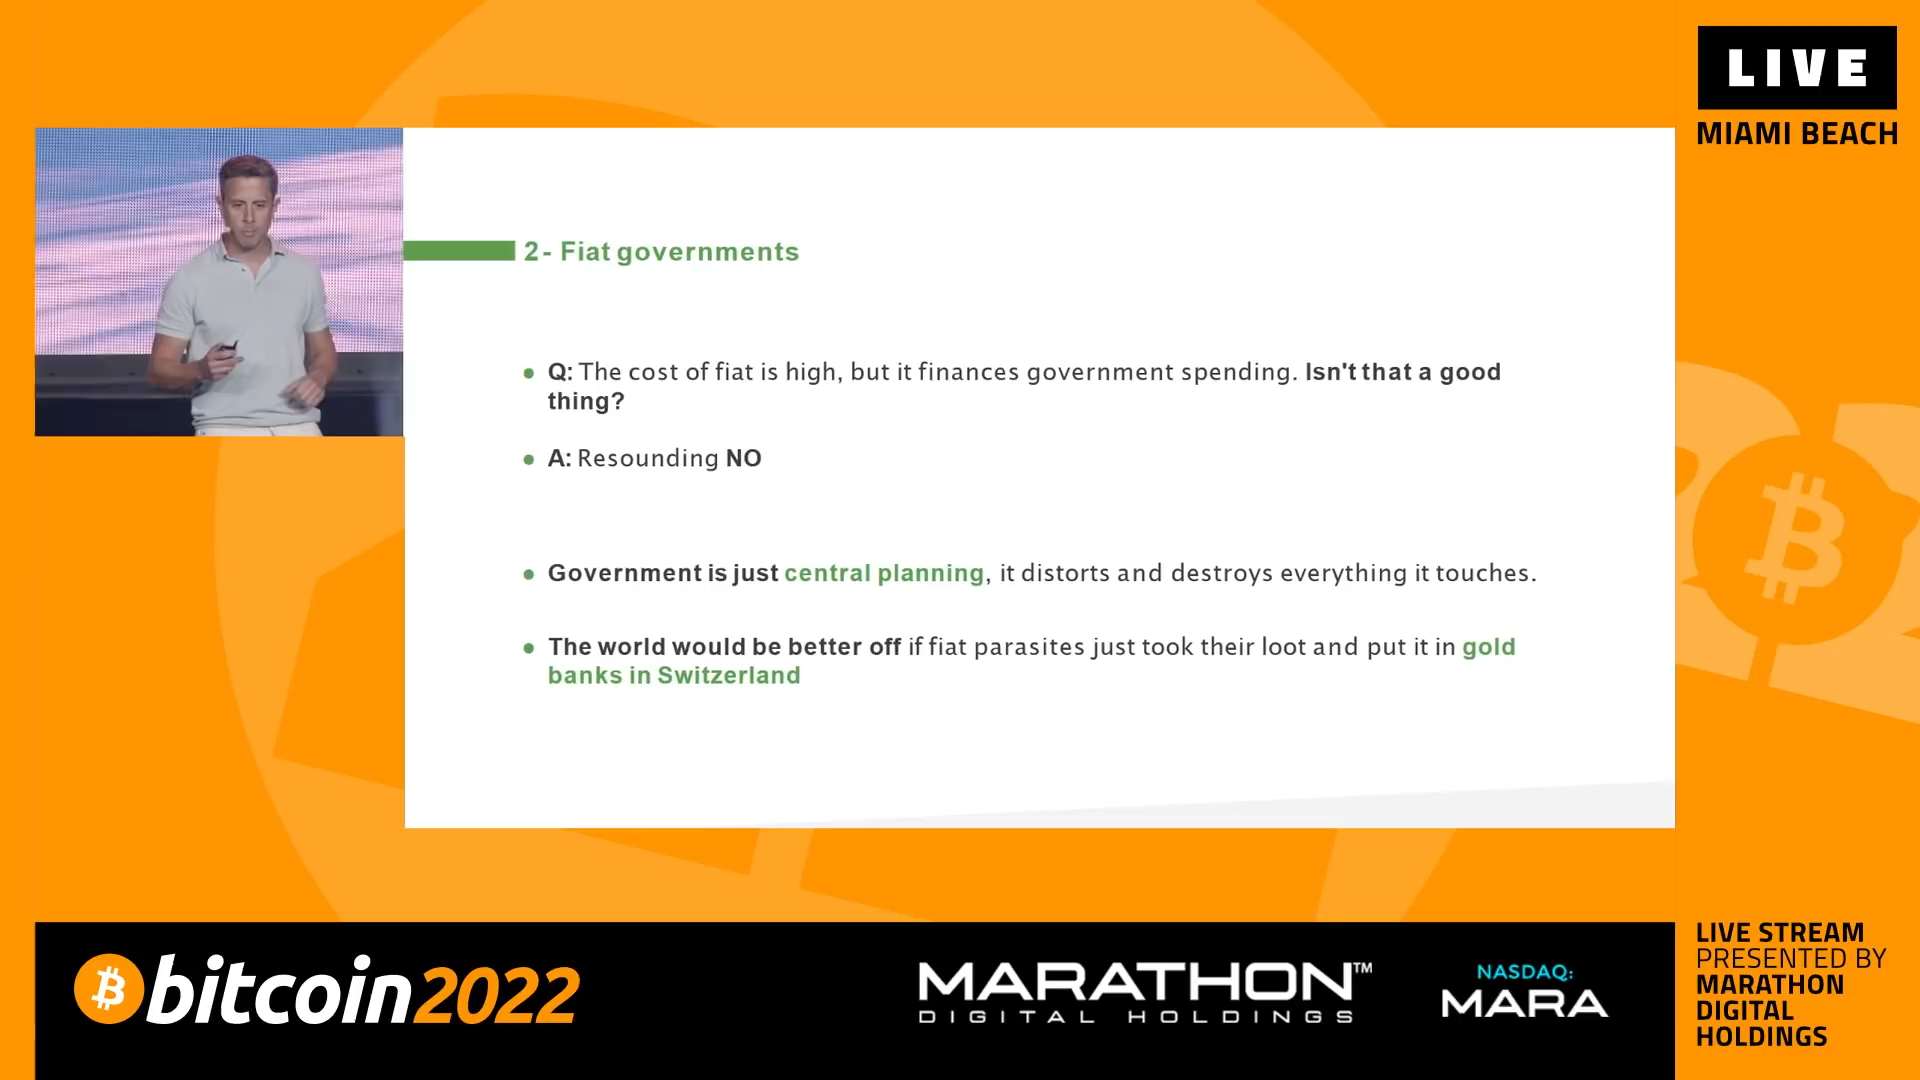 LIVE
MIAMI BEACH
2- Fiat governments
● Q: The cost of fiat is high, but it finances government spending. Isn't that a good
thing?
● A: Resounding NO
● Government is just central planning, it distorts and destroys everything it touches.
● The world would be better off if fiat parasites just took their loot and put it in gold
banks in Switzerland
bitcoin 2022
MARATHON™
DIGITAL HOLDINGS
NASDAQ:
MARA
LIVE STREAM
PRESENTED BY
MARATHON
DIGITAL
HOLDINGS